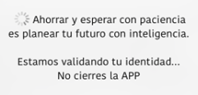 Ahorrar y esperar con paciencia
es planear tu futuro con inteligencia.
Estamos validando tu identidad...
No cierres la APP